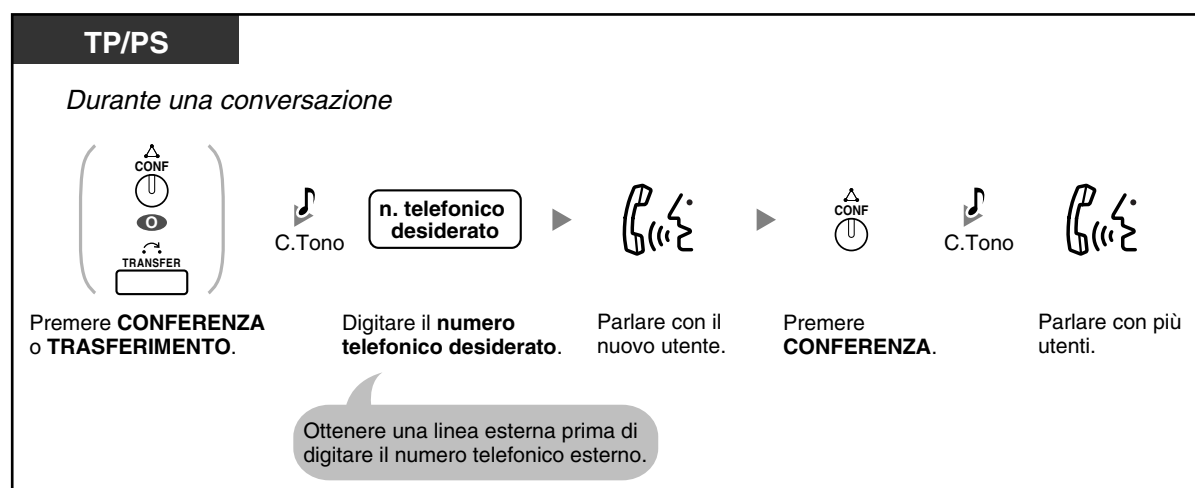 TP/PS
Durante una conversazione
CONF
O
TRANSFER
C.Tono
n. telefonico
desiderato
CONF
C.Tono
Premere CONFERENZA
o TRASFERIMENTO.
Digitare il numero
telefonico desiderato.
Parlare con il
nuovo utente.
Premere
CONFERENZA.
Parlare con più
utenti.
Ottenere una linea esterna prima di
digitare il numero telefonico esterno.